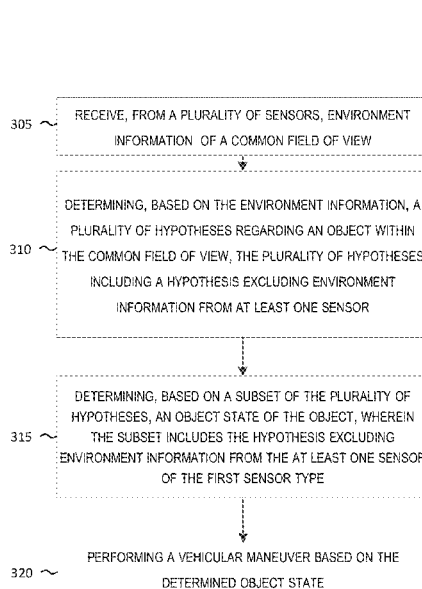 305
RECEIVE, FROM A PLURALITY OF SENSORS, ENVIRONMENT
INFORMATION OF A COMMON FIELD OF VIEW
310
DETERMINING, BASED ON THE ENVIRONMENT INFORMATION, A
PLURALITY OF HYPOTHESES REGARDING AN OBJECT WITHIN
THE COMMON FIELD OF VIEW, THE PLURALITY OF HYPOTHESES
INCLUDING A HYPOTHESIS EXCLUDING ENVIRONMENT
INFORMATION FROM AT LEAST ONE SENSOR
315
DETERMINING, BASED ON A SUBSET OF THE PLURALITY OF
HYPOTHESES, AN OBJECT STATE OF THE OBJECT, WHEREIN
THE SUBSET INCLUDES THE HYPOTHESIS EXCLUDING
ENVIRONMENT INFORMATION FROM THE AT LEAST ONE SENSOR
OF THE FIRST SENSOR TYPE
320
PERFORMING A VEHICULAR MANEUVER BASED ON THE
DETERMINED OBJECT STATE